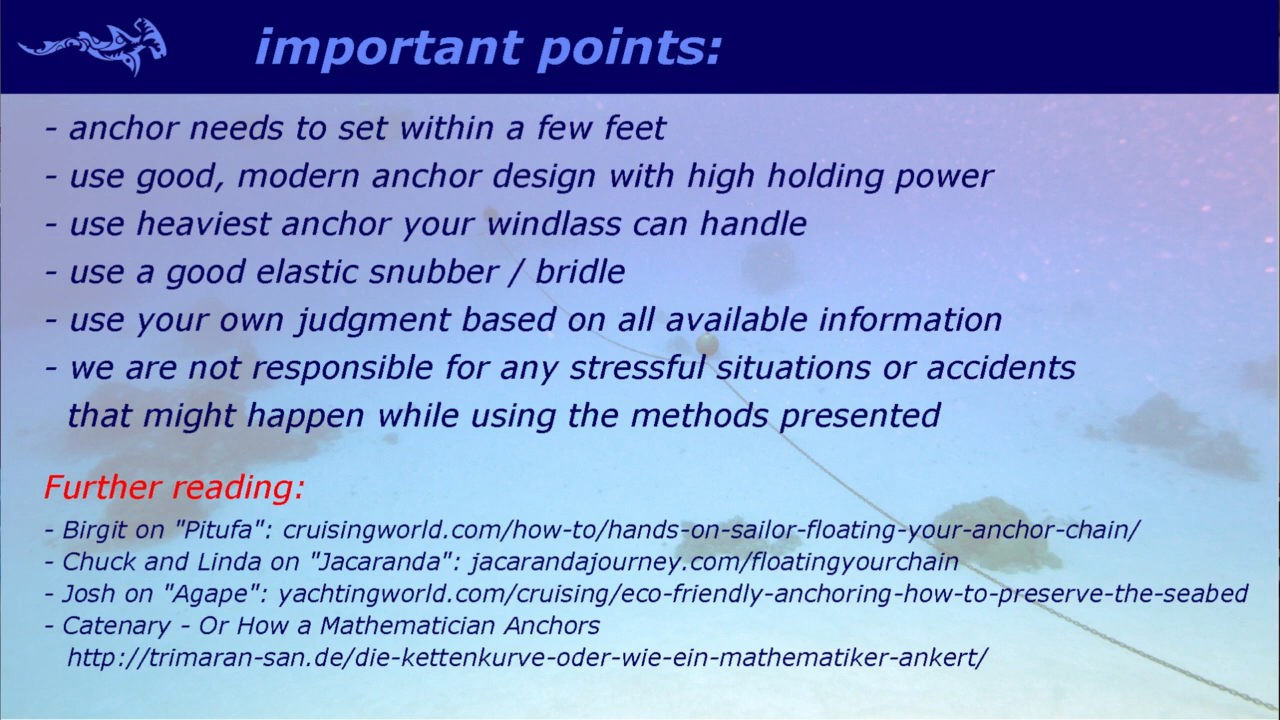 important points:
- anchor needs to set within a few feet
- use good, modern anchor design with high holding power
- use heaviest anchor your windlass can handle
- use a good elastic snubber / bridle
- use your own judgment based on all available information
- we are not responsible for any stressful situations or accidents
that might happen while using the methods presented
Further reading:
- Birgit on "Pitufa": cruisingworld.com/how-to/hands-on-sailor-floating-your-anchor-chain/
- Chuck and Linda on "Jacaranda": jacarandajourney.com/floatingyourchain
- Josh on "Agape": yachtingworld.com/cruising/eco-friendly-anchoring-how-to-preserve-the-seabed
- Catenary - Or How a Mathematician Anchors
http://trimaran-san.de/die-kettenkurve-oder-wie-ein-mathematiker-ankert/